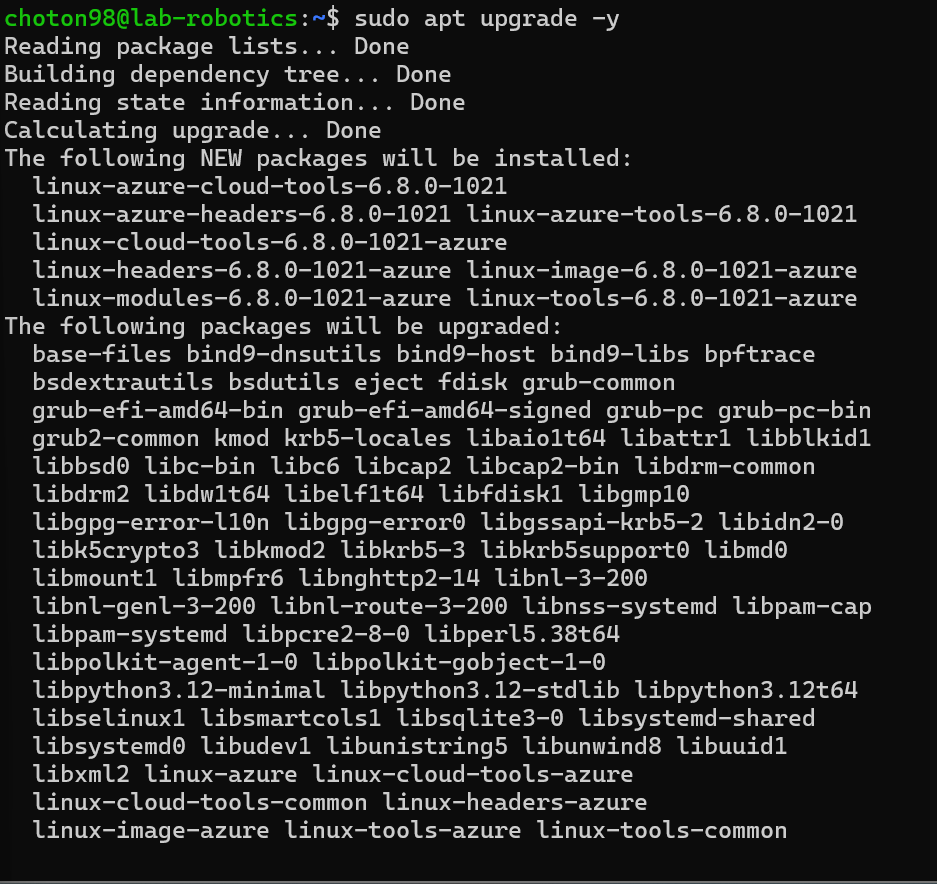 choton98@lab-robotics:~$ sudo apt upgrade -y
Reading package lists... Done
Building dependency tree... Done
Reading state information... Done
Calculating upgrade... Done
The following NEW packages will be installed:
  linux-azure-cloud-tools-6.8.0-1021
  linux-azure-headers-6.8.0-1021 linux-azure-tools-6.8.0-1021
  linux-cloud-tools-6.8.0-1021-azure
  linux-headers-6.8.0-1021-azure linux-image-6.8.0-1021-azure
  linux-modules-6.8.0-1021-azure linux-tools-6.8.0-1021-azure
The following packages will be upgraded:
  base-files bind9-dnsutils bind9-host bind9-libs bpftrace
  bsdextrautils bsdutils eject fdisk grub-common
  grub-efi-amd64-bin grub-efi-amd64-signed grub-pc grub-pc-bin
  grub2-common kmod krb5-locales libaio1t64 libattr1 libblkid1
  libbsd0 libc-bin libc6 libcap2 libcap2-bin libdrm-common
  libdrm2 libdw1t64 libelf1t64 libfdisk1 libgmp10
  libgpg-error-l10n libgpg-error0 libgssapi-krb5-2 libidn2-0
  libk5crypto3 libkmod2 libkrb5-3 libkrb5support0 libmd0
  libmount1 libmpfr6 libnghttp2-14 libnl-3-200
  libnl-genl-3-200 libnl-route-3-200 libnss-systemd libpam-cap
  libpam-systemd libpcre2-8-0 libperl5.38t64
  libpolkit-agent-1-0 libpolkit-gobject-1-0
  libpython3.12-minimal libpython3.12-stdlib libpython3.12t64
  libselinux1 libsmartcols1 libsqlite3-0 libsystemd-shared
  libsystemd0 libudev1 libunistring5 libunwind8 libuuid1
  libxml2 linux-azure linux-cloud-tools-azure
  linux-cloud-tools-common linux-headers-azure
  linux-image-azure linux-tools-azure linux-tools-common